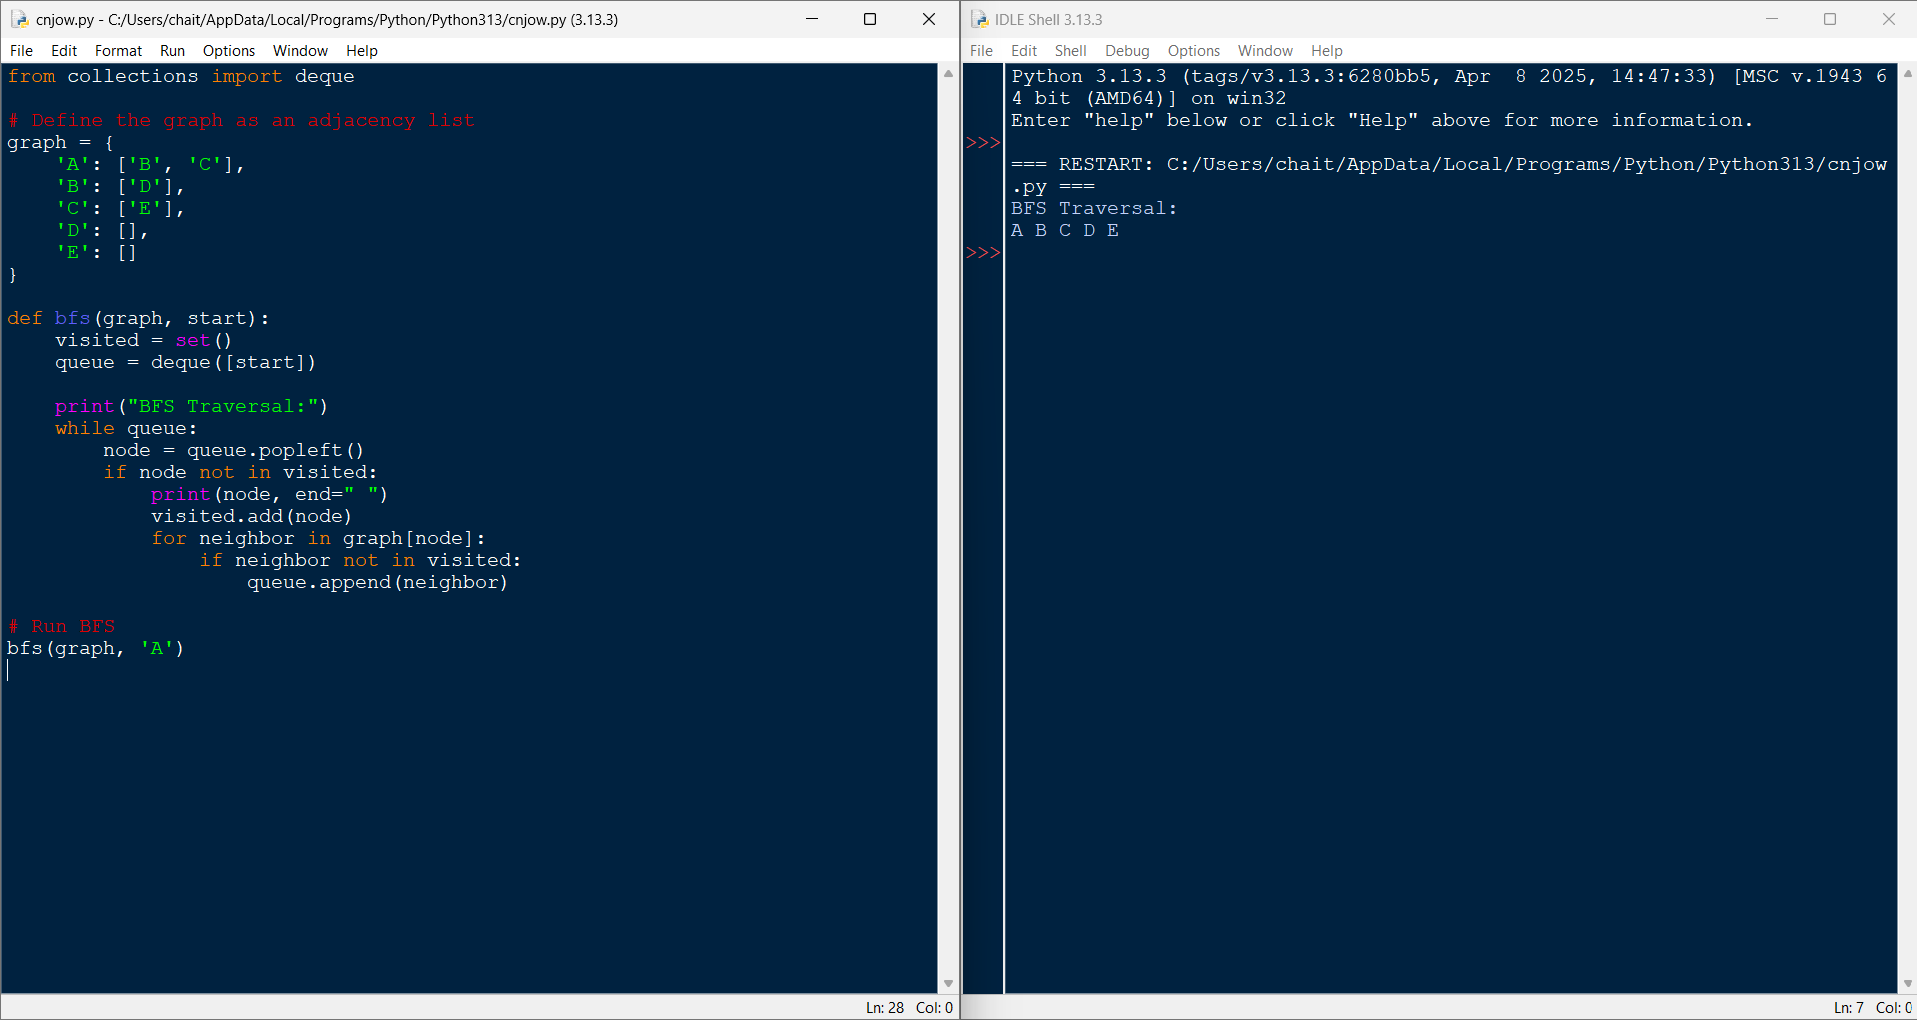 cnjow.py - C:/Users/chait/AppData/Local/Programs/Python/Python313/cnjow.py (3.13.3)
File Edit Format Run Options Window Help
from collections import deque

# Define the graph as an adjacency list
graph = {
    'A': ['B', 'C'],
    'B': ['D'],
    'C': ['E'],
    'D': [],
    'E': []
}

def bfs(graph, start):
    visited = set()
    queue = deque([start])

    print("BFS Traversal:")
    while queue:
        node = queue.popleft()
        if node not in visited:
            print(node, end=" ")
            visited.add(node)
            for neighbor in graph[node]:
                if neighbor not in visited:
                    queue.append(neighbor)

# Run BFS
bfs(graph, 'A')
Ln: 28 Col: 0
IDLE Shell 3.13.3
File Edit Shell Debug Options Window Help
Python 3.13.3 (tags/v3.13.3:6280bb5, Apr  8 2025, 14:47:33) [MSC v.1943 6
4 bit (AMD64)] on win32
Enter "help" below or click "Help" above for more information.
>>>
=== RESTART: C:/Users/chait/AppData/Local/Programs/Python/Python313/cnjow
.py ===
BFS Traversal:
A B C D E
>>>
Ln: 7 Col: 0